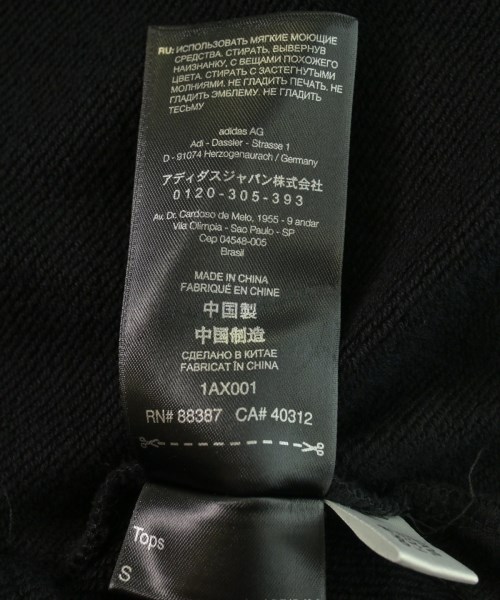 RU: ИСПОЛЬЗОВАТЬ МЯГКИЕ МОЮЩИЕ
СРЕДСТВА. СТИРАТЬ, ВЫВЕРНУВ
НАИЗНАНКУ, С ВЕЩАМИ ПОХОЖЕГО
ЦВЕТА. СТИРАТЬ С ЗАСТЕГНУТЫМИ
МОЛНИЯМИ. НЕ ГЛАДИТЬ ПЕЧАТЬ. НЕ
ГЛАДИТЬ ЭМБЛЕМУ. НЕ ГЛАДИТЬ
ТЕСЬМУ
adidas AG
Adi - Dassler - Strasse 1
D - 91074 Herzogenaurach / Germany
アディダスジャパン株式会社
0120-305-393
Av. Dr. Cardoso de Melo, 1955 - 9 andar
Vila Olimpia - Sao Paulo - SP
Cep 04548-005
Brasil
MADE IN CHINA
FABRIQUÉ EN CHINE
中国製
中国制造
СДЕЛАНО В КИТАЕ
FABRICAT ÎN CHINA
1AX001
RN# 88387 CA# 40312
Tops
S